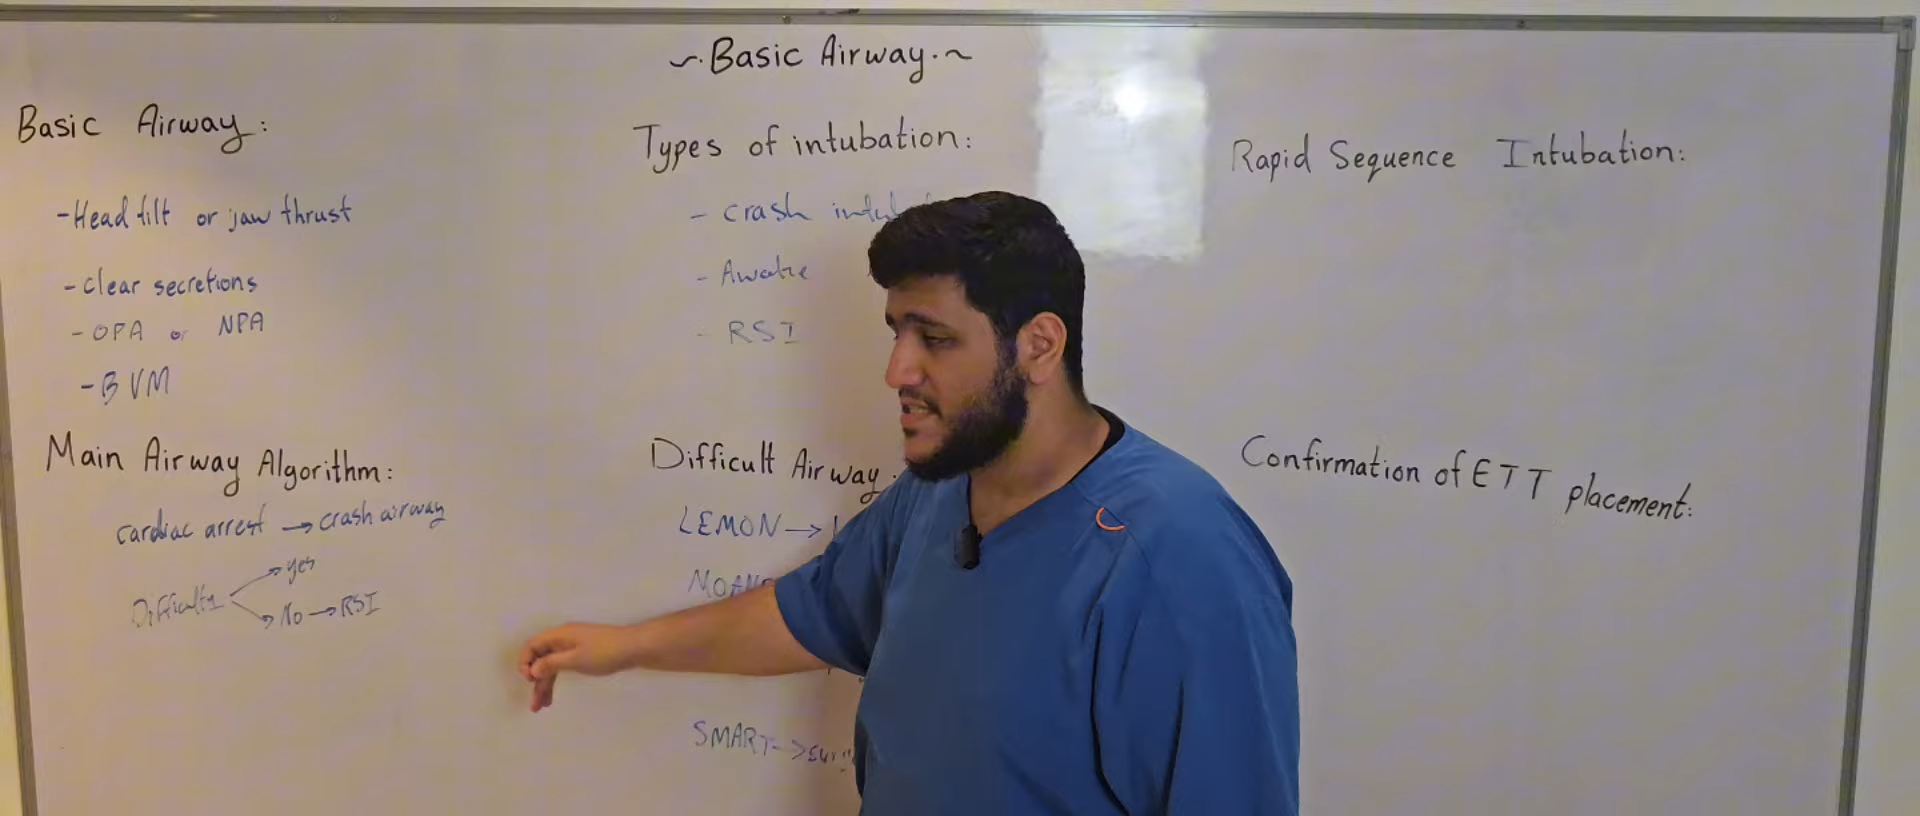 ~ Basic Airway. ~
Basic Airway:
- Head tilt or jaw thrust
- clear secretions
- OPA or NPA
- BVM
Main Airway Algorithm:
cardiac arrest → crash airway
Difficulty → yes
→ No → RSI
Types of intubation:
- crash
- Awake
- RSI
Difficult Airway
LEMON →
SMART →
Rapid Sequence Intubation:
Confirmation of ETT placement: